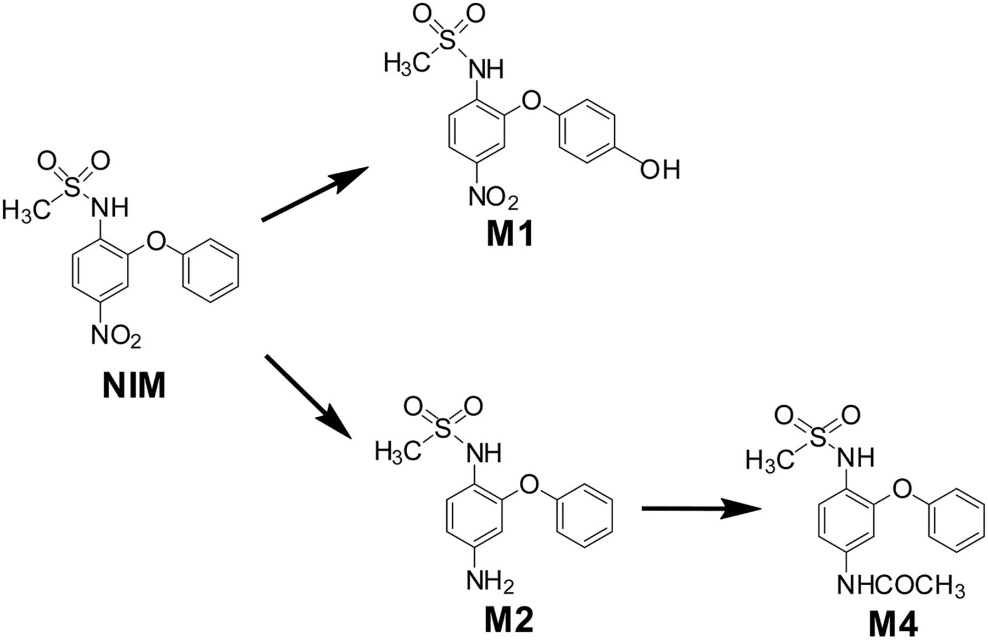 O O
S
H₃C NH
O
OH
NO₂
M1
O O
S
H₃C NH
O
NO₂
NIM
O O
S
H₃C NH
O
NH₂
M2
O O
S
H₃C NH
O
NHCOCH₃
M4